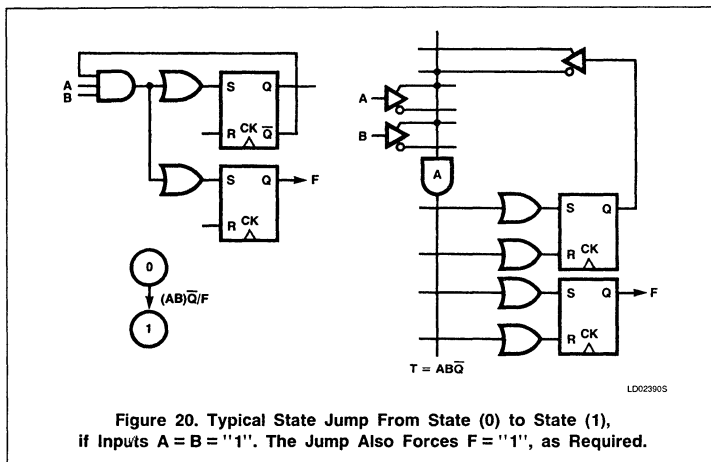 A
B
S Q
R CK Q̅
S Q F
R CK
0
(AB)Q̅/F
1
A
B
A
S Q
R CK
S Q F
R CK
T = ABQ̅
LD02390S
Figure 20. Typical State Jump From State (0) to State (1),
if Inputs A = B = "1". The Jump Also Forces F = "1", as Required.